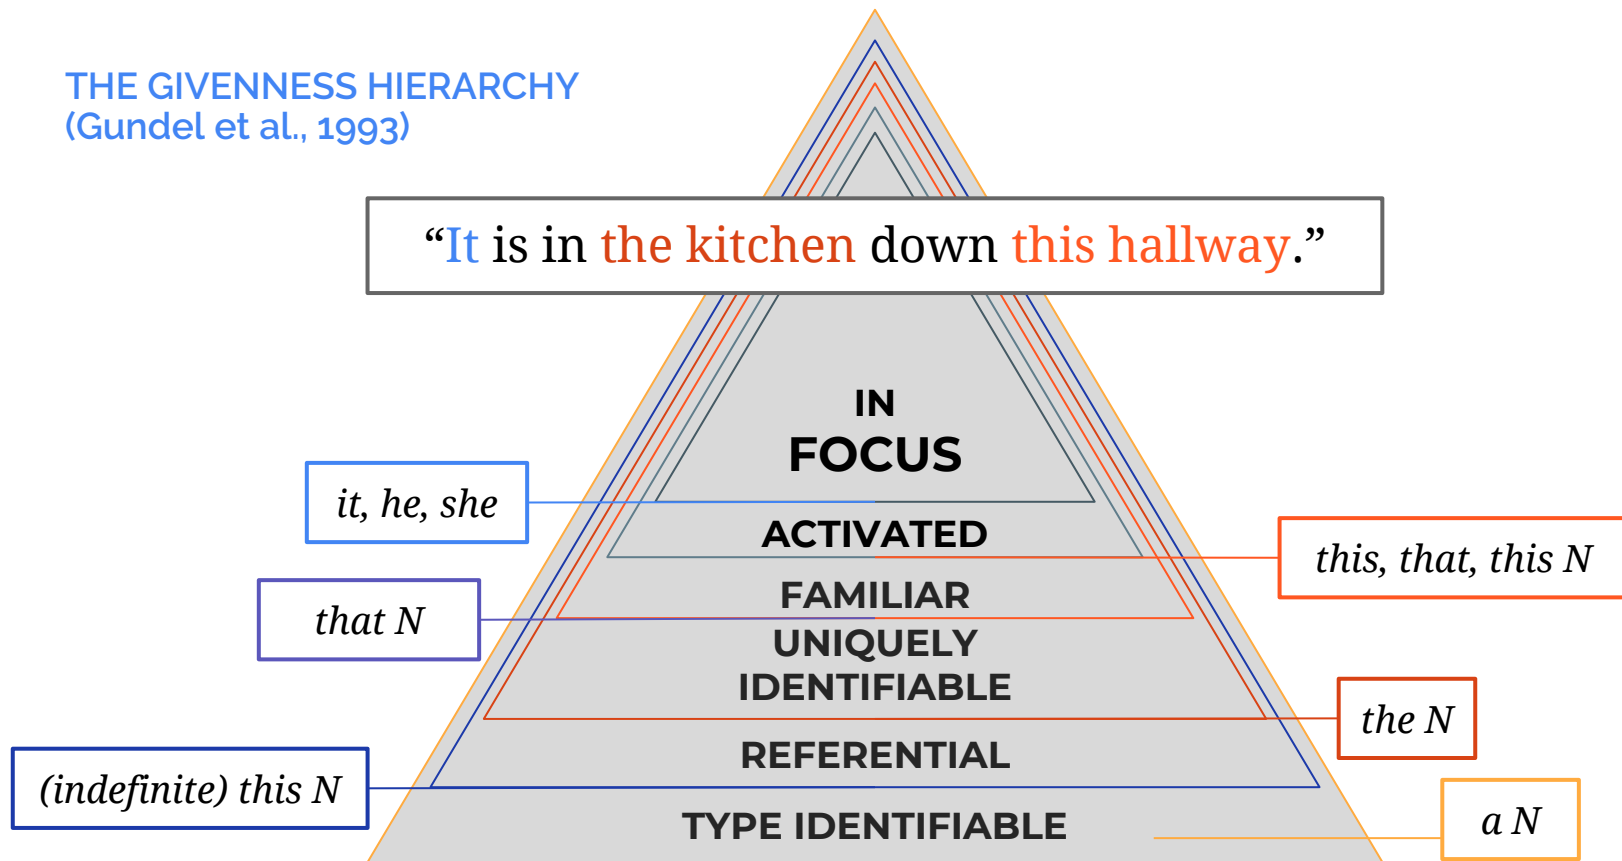 THE GIVENNESS HIERARCHY
(Gundel et al., 1993)
“It is in the kitchen down this hallway.”
IN
FOCUS
it, he, she
ACTIVATED
this, that, this N
FAMILIAR
that N
UNIQUELY
IDENTIFIABLE
the N
REFERENTIAL
(indefinite) this N
TYPE IDENTIFIABLE
a N